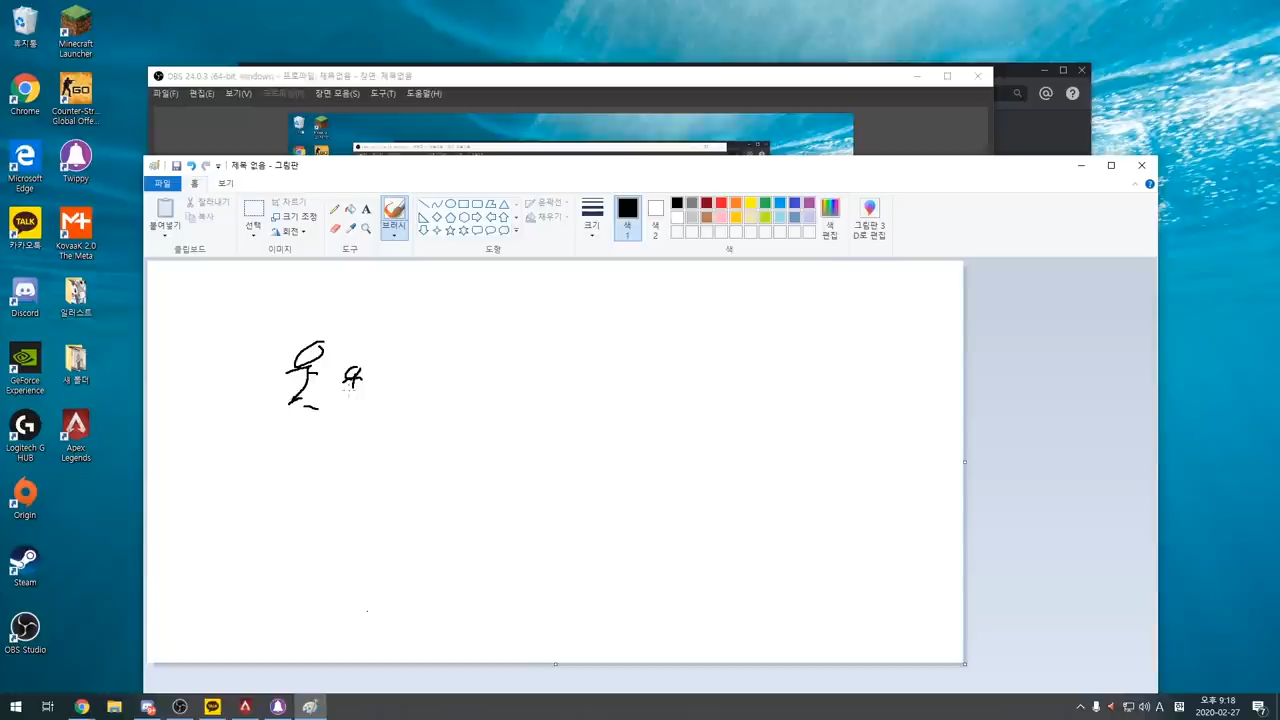 휴지통
Minecraft Launcher
Chrome
Counter-Str... Global Offe...
Microsoft Edge
Twippy
TALK
카카오톡
KovaaK 2.0 The Meta
Discord
일러스트
GeForce Experience
새 폴더
Logitech G HUB
Apex Legends
Origin
Steam
OBS Studio
OBS 24.0.3 (64-bit, windows) - 프로파일: 제목없음 - 장면: 제목없음
파일(F) 편집(E) 보기(V) 장면 모음(S) 도구(T) 도움말(H)
제목 없음 - 그림판
파일 홈 보기
붙여넣기
잘라내기
복사
클립보드
선택
자르기
크기 조정
회전
이미지
A
도구
브러시
윤곽선
채우기
도형
크기
색 1
색 2
색 편집
그림판 3D로 편집
색
A 한
오후 9:18
2020-02-27
7